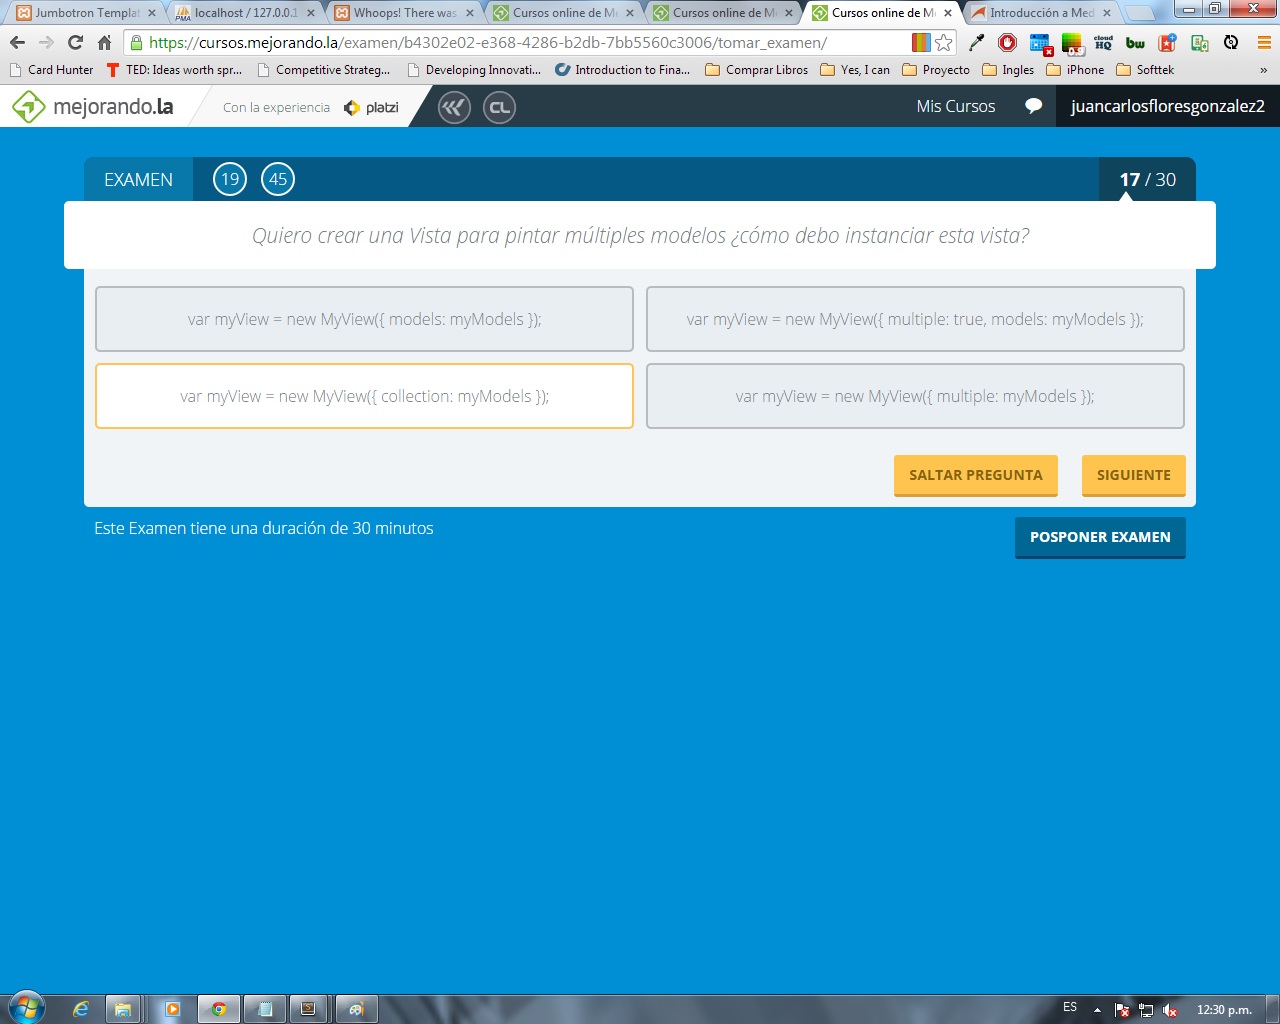 Jumbotron Templat
localhost / 127.0.0.1
Whoops! There was
Cursos online de M
Cursos online de M
Cursos online de M
Introducción a Med
https://cursos.mejorando.la/examen/b4302e02-e368-4286-b2db-7bb5560c3006/tomar_examen/
Card Hunter
TED: Ideas worth spr...
Competitive Strateg...
Developing Innovati...
Introduction to Fina...
Comprar Libros
Yes, I can
Proyecto
Ingles
iPhone
Softtek
»
mejorando.la
Con la experiencia
platzi
CL
Mis Cursos
juancarlosfloresgonzalez2
EXAMEN
19
45
17 / 30
Quiero crear una Vista para pintar múltiples modelos ¿cómo debo instanciar esta vista?
var myView = new MyView({ models: myModels });
var myView = new MyView({ multiple: true, models: myModels });
var myView = new MyView({ collection: myModels });
var myView = new MyView({ multiple: myModels });
SALTAR PREGUNTA
SIGUIENTE
Este Examen tiene una duración de 30 minutos
POSPONER EXAMEN
ES
12:30 p.m.